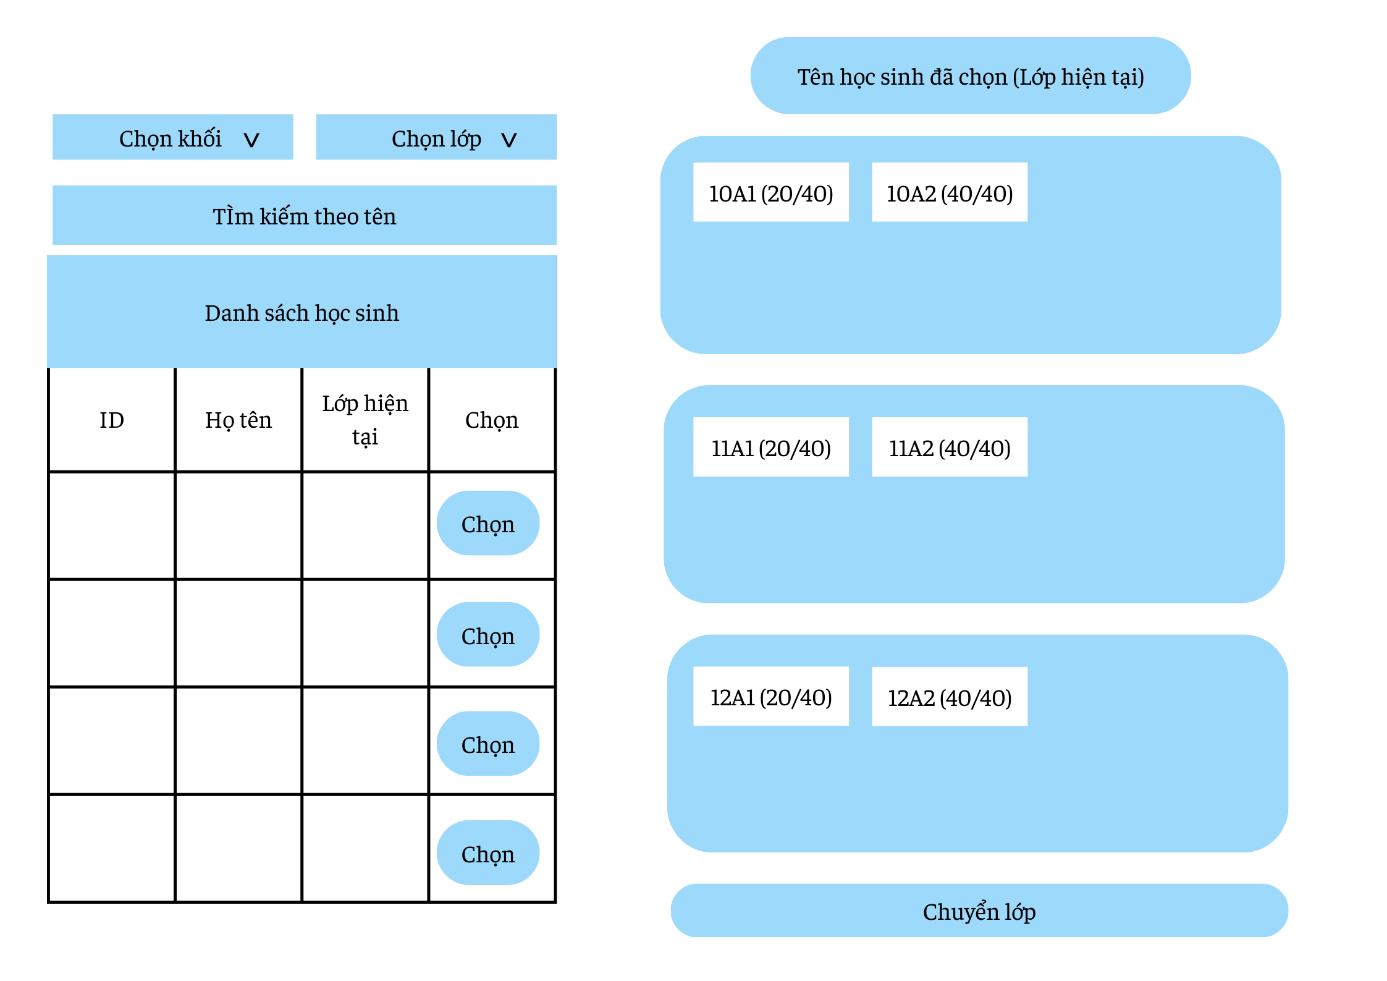 Chọn khối V
Chọn lớp V
TÌm kiếm theo tên
Danh sách học sinh
ID
Họ tên
Lớp hiện
tại
Chọn
Chọn
Chọn
Chọn
Chọn
Tên học sinh đã chọn (Lớp hiện tại)
10A1 (20/40)
10A2 (40/40)
11A1 (20/40)
11A2 (40/40)
12A1 (20/40)
12A2 (40/40)
Chuyển lớp